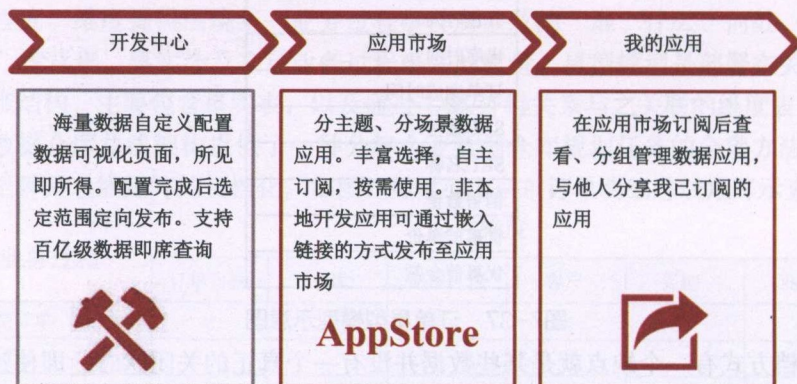 开发中心
应用市场
我的应用
海量数据自定义配置
数据可视化页面，所见
即所得。配置完成后选
定范围定向发布。支持
百亿级数据即席查询
分主题、分场景数据
应用。丰富选择，自主
订阅，按需使用。非本
地开发应用可通过嵌入
链接的方式发布至应用
市场
AppStore
在应用市场订阅后查
看、分组管理数据应用，
与他人分享我已订阅的
应用